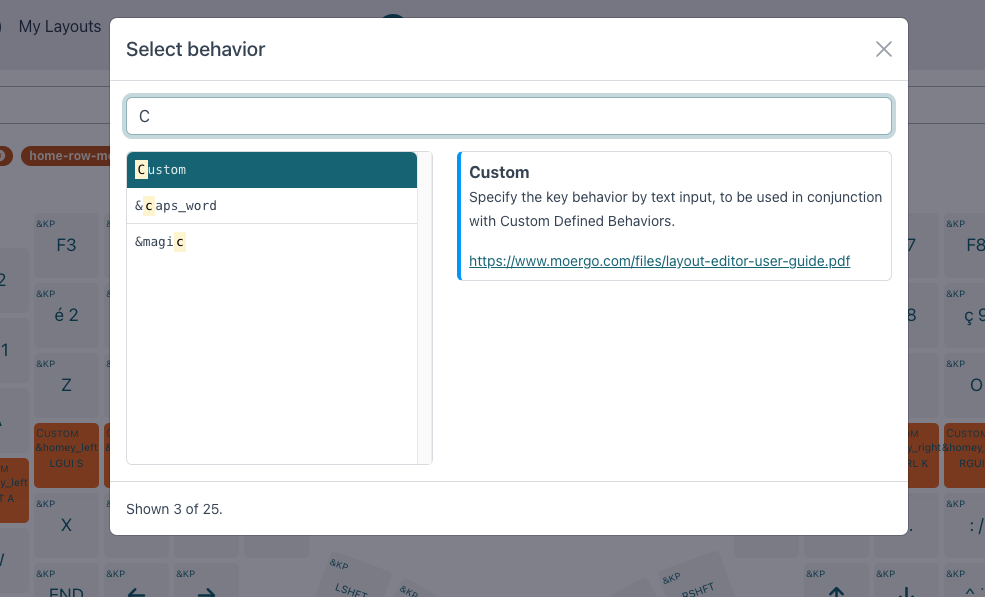 My Layouts
Select behavior
C
home-row-m
Custom
&caps_word
&magic
Custom
Specify the key behavior by text input, to be used in conjunction
with Custom Defined Behaviors.
https://www.moergo.com/files/layout-editor-user-guide.pdf
Shown 3 of 25.
&KP
F3
&KP
é 2
&KP
Z
CUSTOM
&homey_left
LGUI S
y_left
T A
&KP
X
&KP
END
&KP
←
&KP
→
&KP
LSHFT
&KP
&KP
RSHFT
7
&KP
F8
8
&KP
ç 9
&KP
O
OM
y_right
RL K
CUSTOM
&homey_
RGUI
.
&KP
: /
&KP
↑
&KP
↓
&KP
2
1